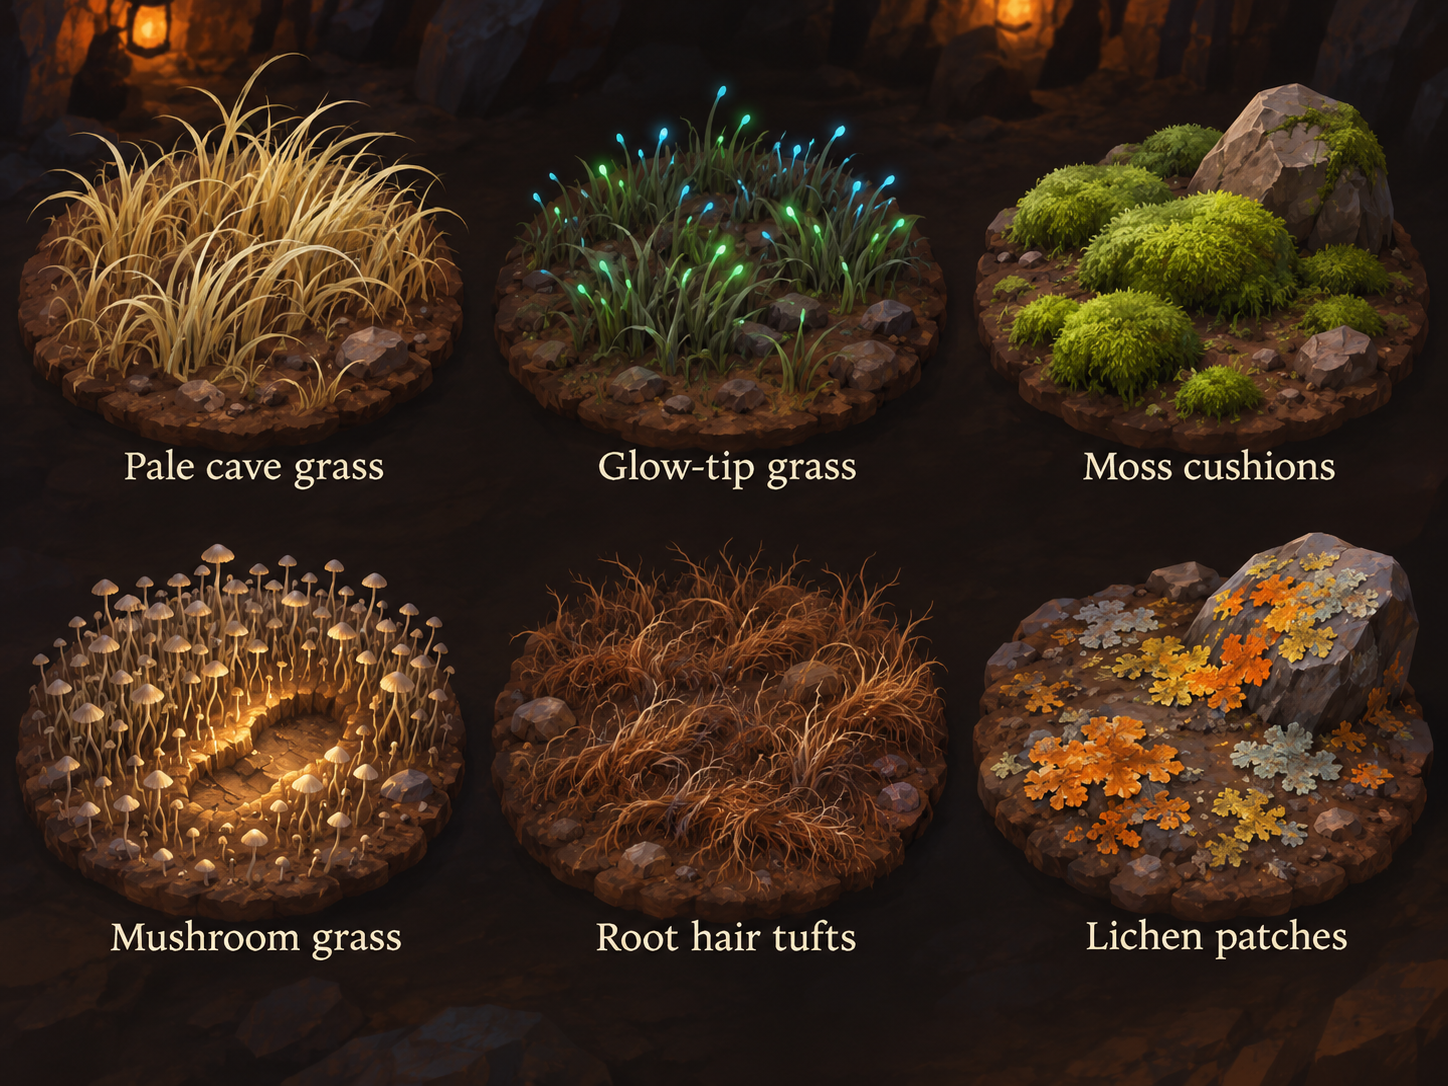 Pale cave grass
Glow-tip grass
Moss cushions
Mushroom grass
Root hair tufts
Lichen patches